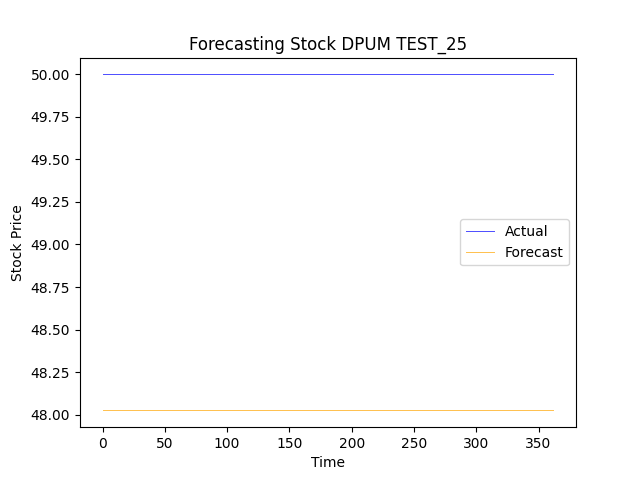 Forecasting Stock DPUM TEST_25
50.00
49.75
49.50
49.25
49.00
48.75
48.50
48.25
48.00
Stock Price
Actual
Forecast
0 50 100 150 200 250 300 350
Time